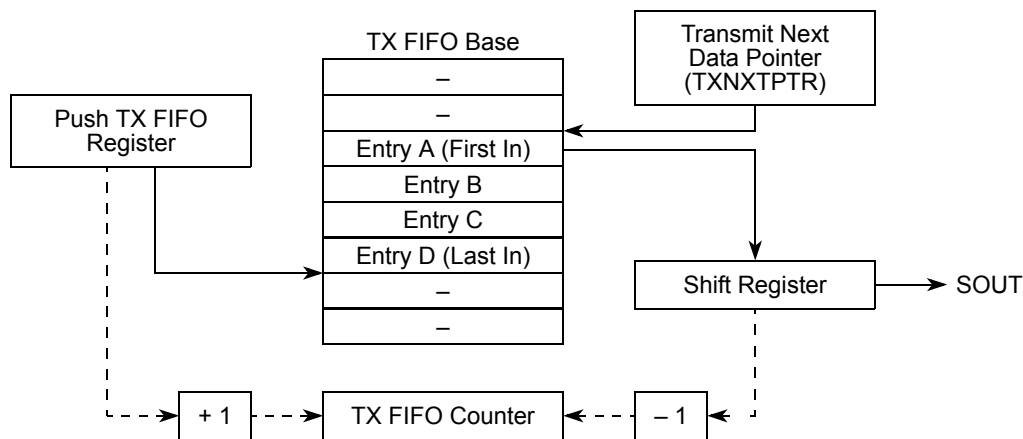 TX FIFO Base
Transmit Next
Data Pointer
(TXNXTPTR)
Push TX FIFO
Register
–
–
Entry A (First In)
Entry B
Entry C
Entry D (Last In)
–
–
Shift Register
SOUT
+ 1
TX FIFO Counter
– 1